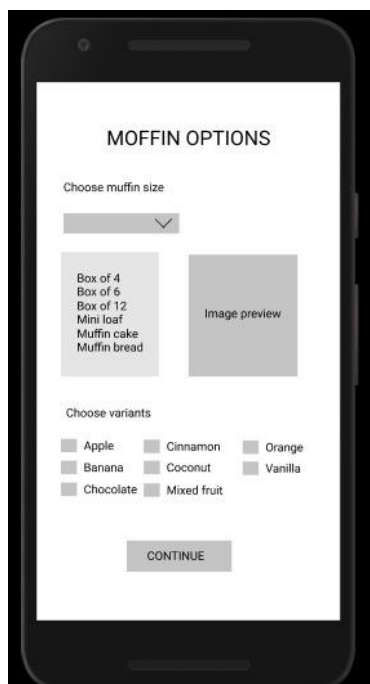 MOFFIN OPTIONS
Choose muffin size
Box of 4
Box of 6
Box of 12
Mini loaf
Muffin cake
Muffin bread
Image preview
Choose variants
Apple Cinnamon Orange
Banana Coconut Vanilla
Chocolate Mixed fruit
CONTINUE